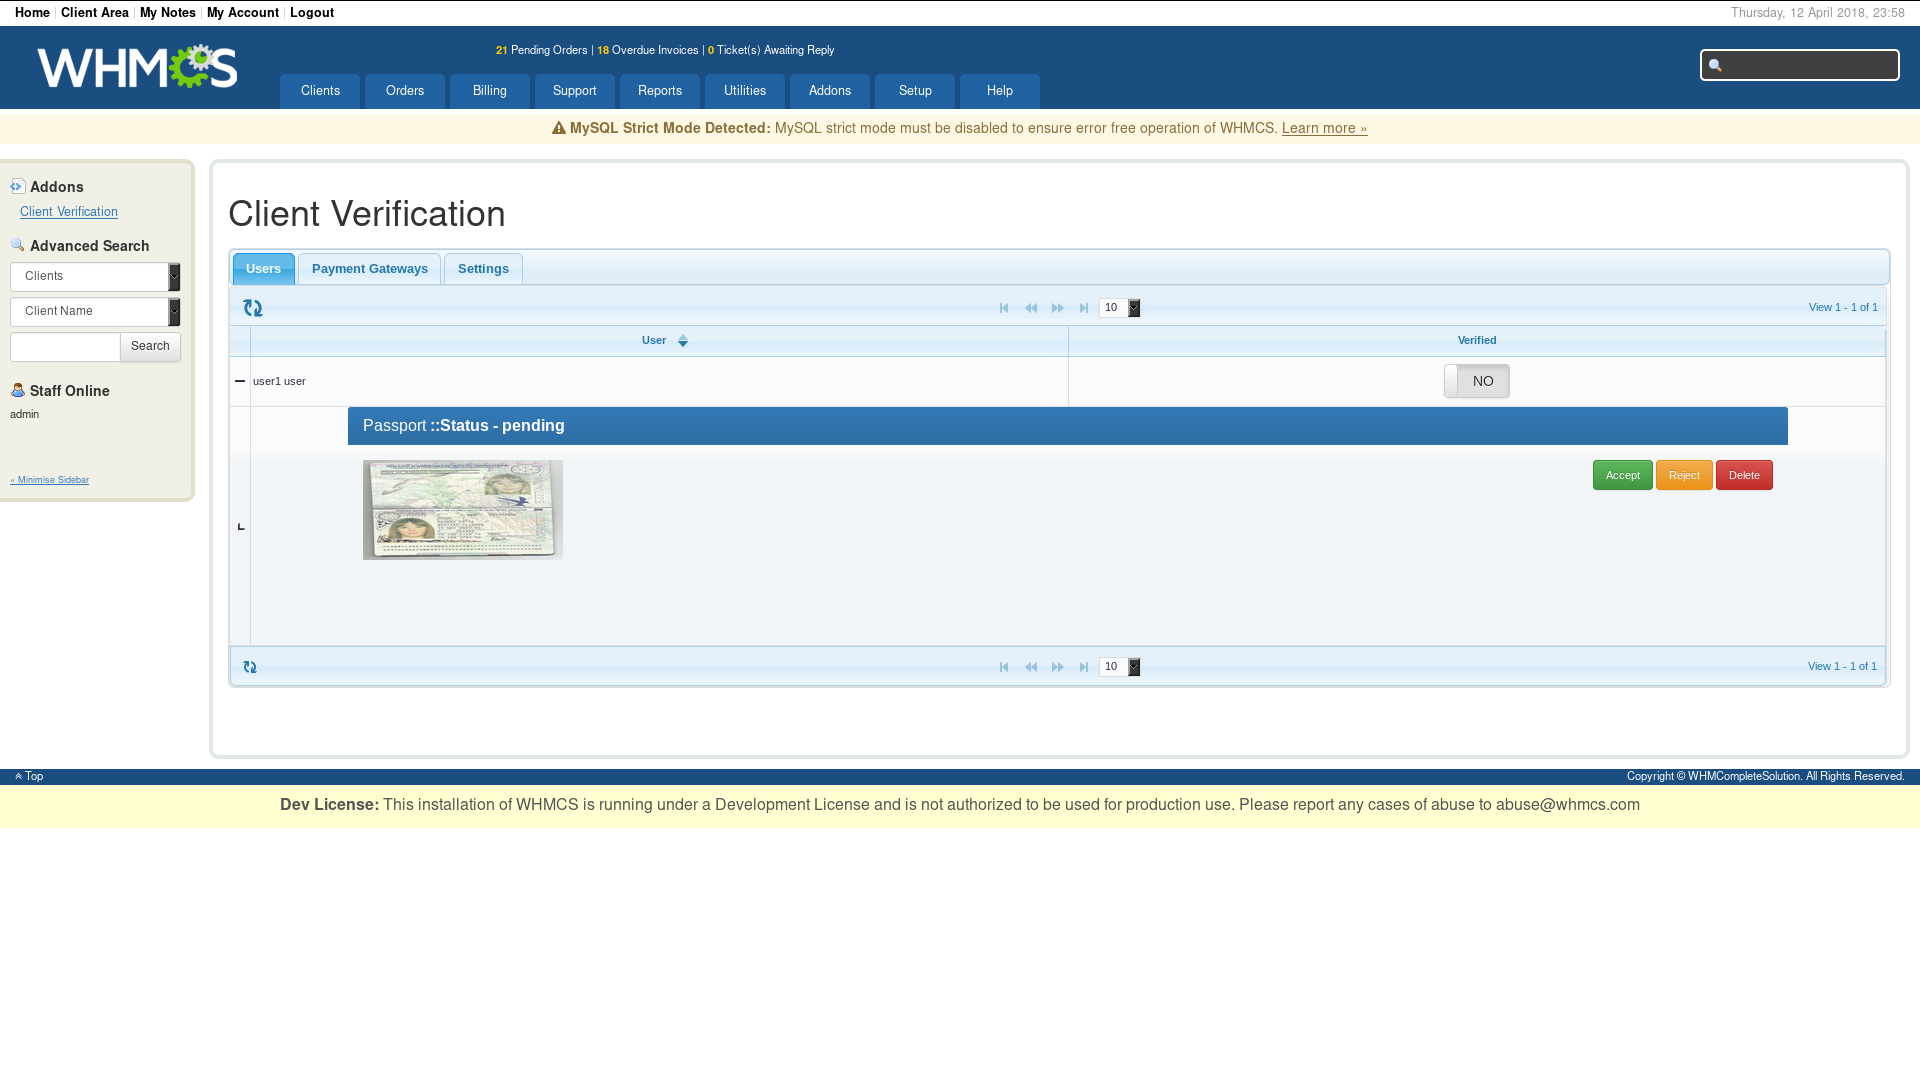 Home | Client Area | My Notes | My Account | Logout
Thursday, 12 April 2018, 23:58
WHMCS
21 Pending Orders | 18 Overdue Invoices | 0 Ticket(s) Awaiting Reply
Clients Orders Billing Support Reports Utilities Addons Setup Help
MySQL Strict Mode Detected: MySQL strict mode must be disabled to ensure error free operation of WHMCS. Learn more »
Addons
Client Verification
Advanced Search
Clients
Client Name
Search
Staff Online
admin
« Minimise Sidebar
Client Verification
Users Payment Gateways Settings
10
View 1 - 1 of 1
User Verified
user1 user NO
Passport ::Status - pending
Accept Reject Delete
10
View 1 - 1 of 1
Top
Copyright © WHMCompleteSolution. All Rights Reserved.
Dev License: This installation of WHMCS is running under a Development License and is not authorized to be used for production use. Please report any cases of abuse to abuse@whmcs.com